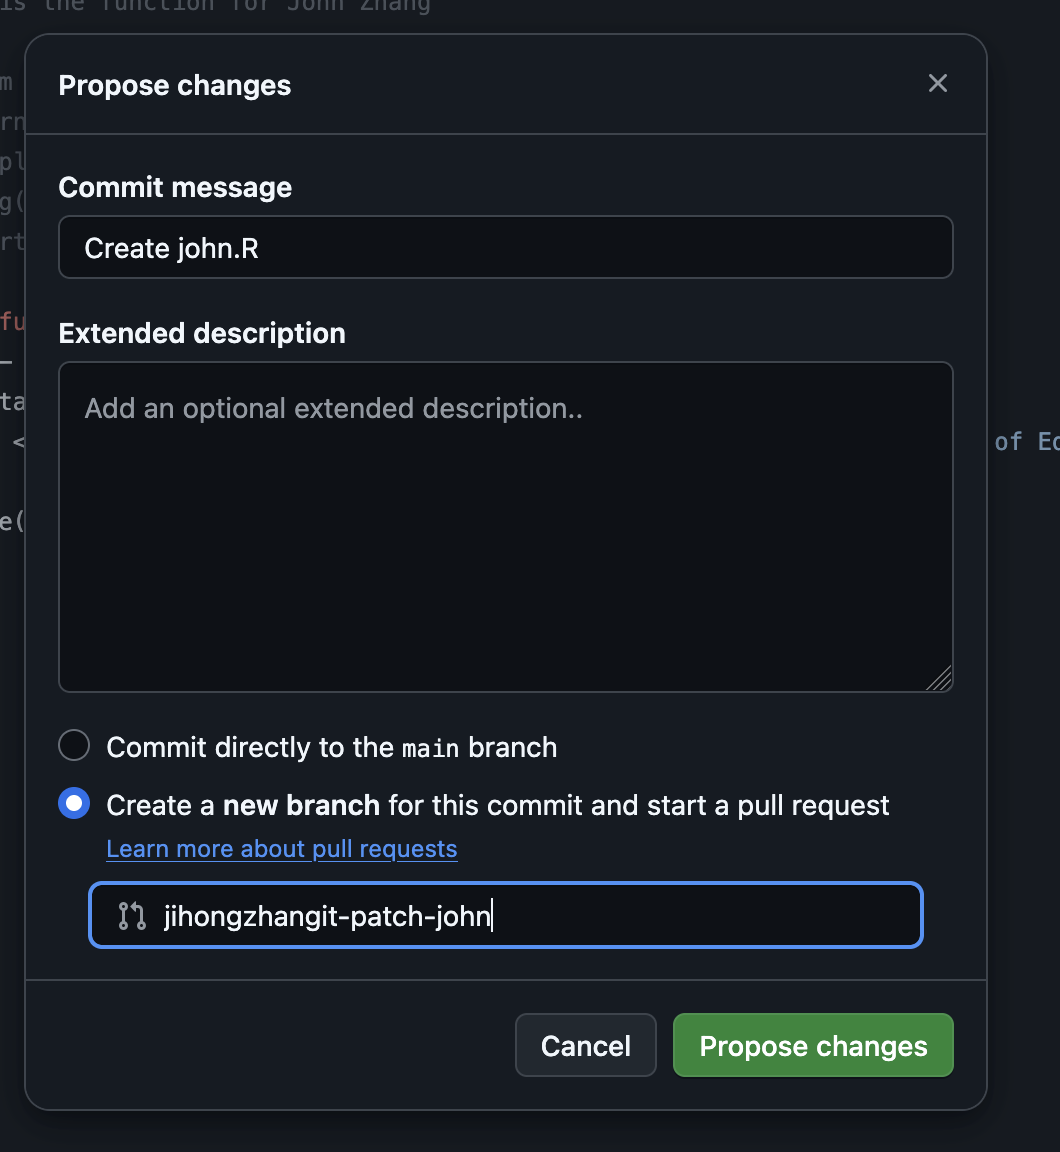 is the function for John Zhang
Propose changes
Commit message
Create john.R
Extended description
Add an optional extended description..
of Ed
Commit directly to the main branch
Create a new branch for this commit and start a pull request
Learn more about pull requests
jihongzhangit-patch-john
Cancel
Propose changes